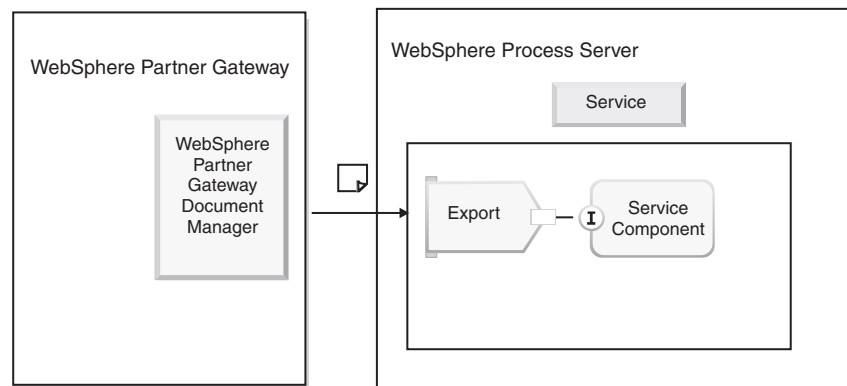 WebSphere Partner Gateway
WebSphere
Partner
Gateway
Document
Manager
WebSphere Process Server
Service
Export
I
Service
Component